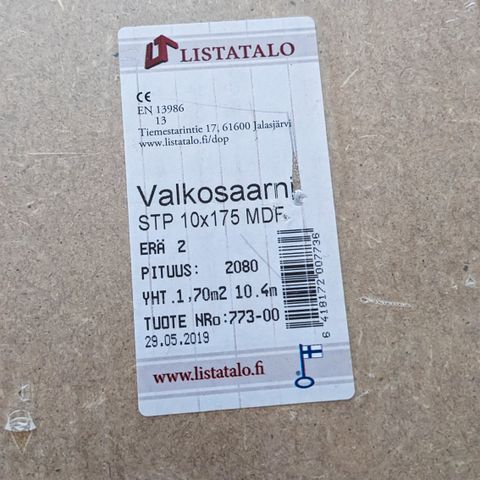 LISTATALO
CE
EN 13986
13
Tiemestarintie 17, 61600 Jalasjärvi
www.listatalo.fi/dop
Valkosaarni
STP 10x175 MDF
ERÄ 2
PITUUS: 2080
YHT.1,70m2 10.4m
TUOTE NRo:773-00
29.05.2019
6 418172 007736
www.listatalo.fi